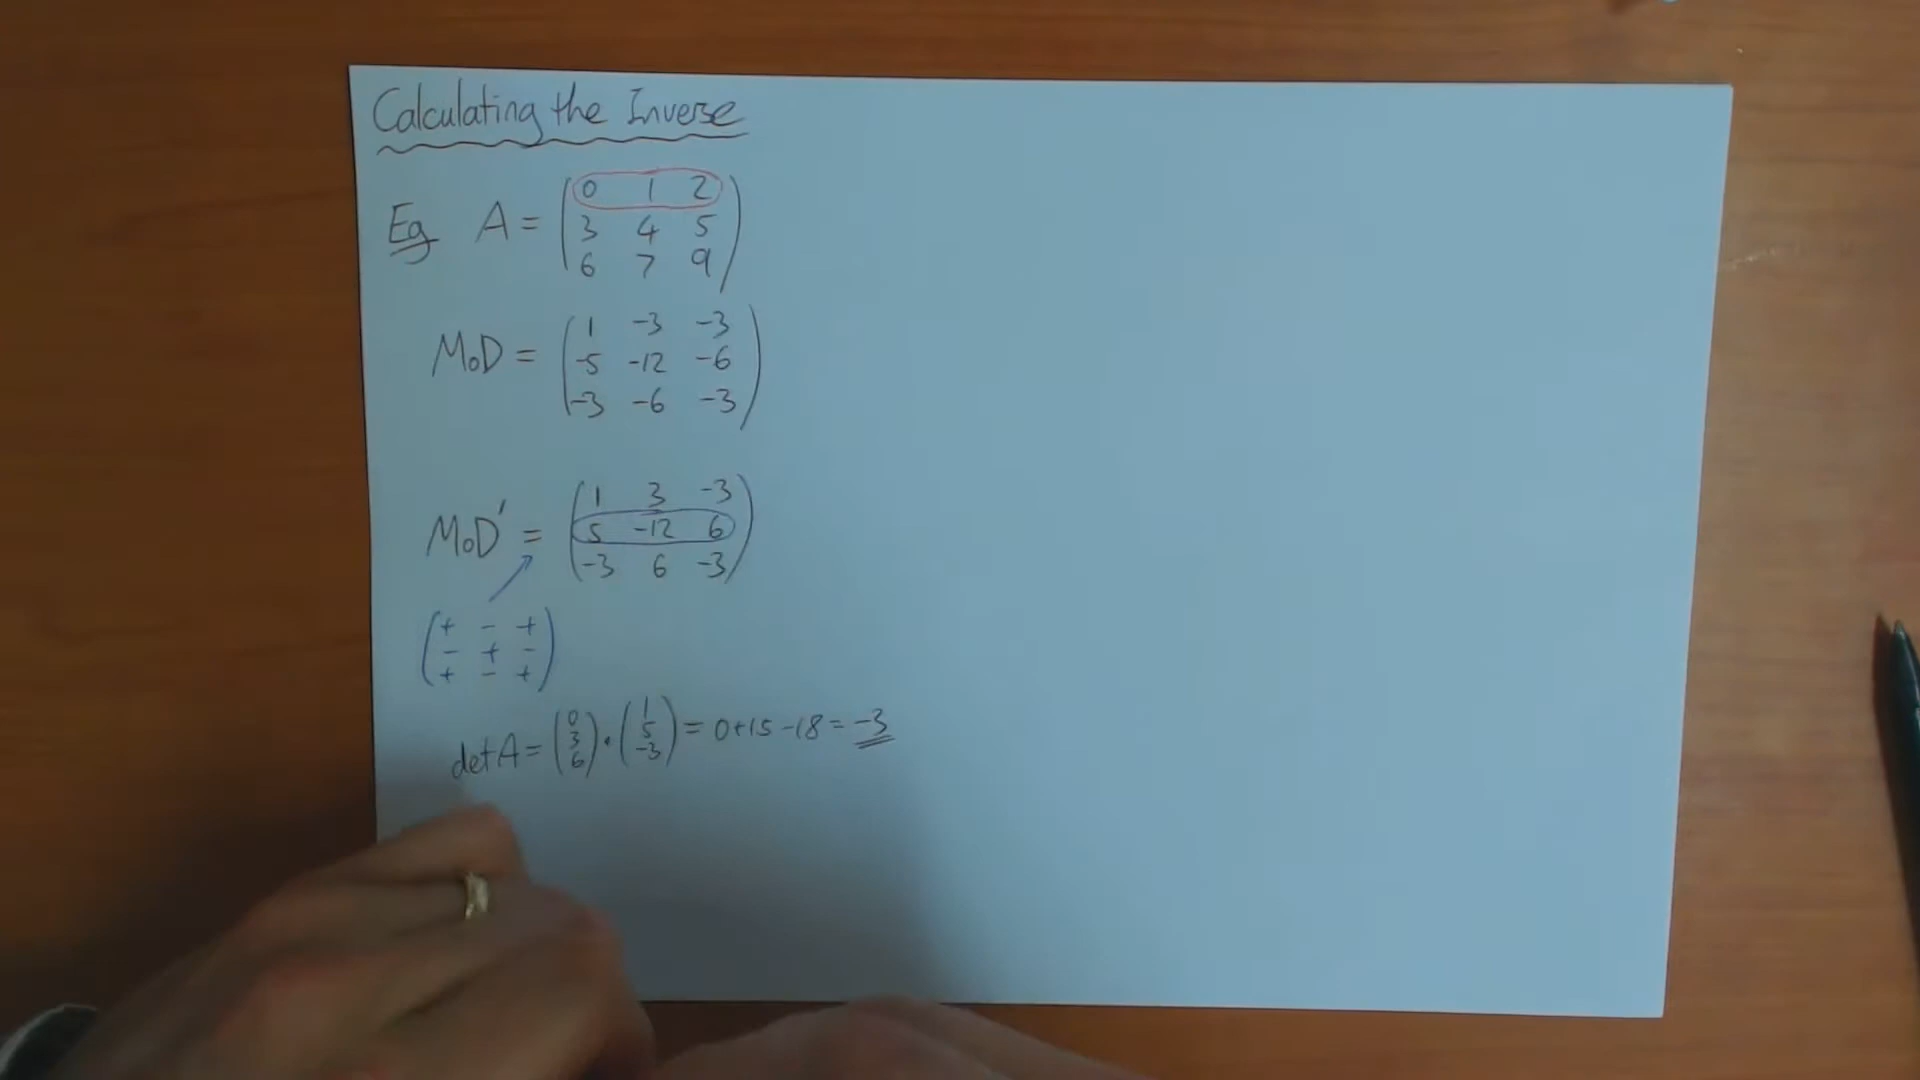 Calculating the Inverse
Eg A = (0 1 2
3 4 5
6 7 9)
MoD = (1 -3 -3
-5 -12 -6
-3 -6 -3)
MoD' = (1 3 -3
5 -12 6
-3 6 -3)
(+ - +
- + -
+ - +)
det A = (0 3 6) · (1 5 -3) = 0+15-18 = -3